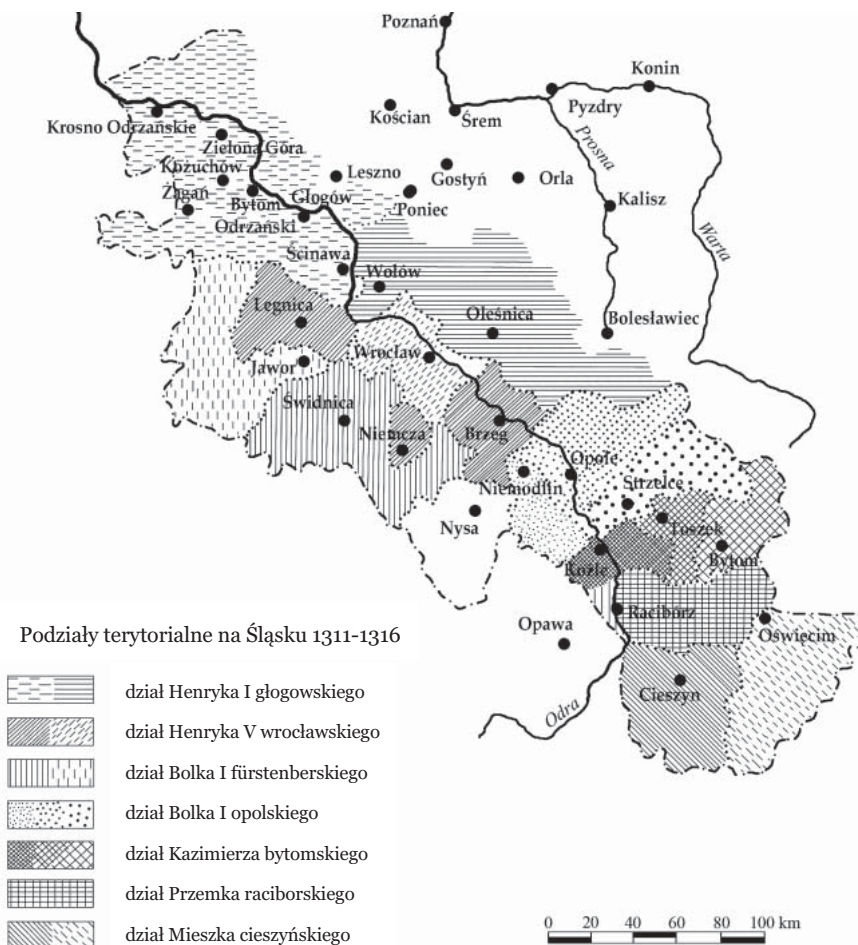 Poznań
Konin
Pyzdry
Kościan
Śrem
Krosno Odrzańskie
Zielona Góra
Prosna
Leszno
Gostyń
Orla
Kożuchów
Żagań
Bytom
Odrzański
Głogów
Poniec
Kalisz
Warta
Ścinawa
Wołów
Legnica
Oleśnica
Bolesławiec
Jawor
Wrocław
Świdnica
Niemcza
Brzeg
Opole
Niemodlin
Strzelce
Nysa
Toszek
Bytom
Koźle
Racibórz
Opawa
Oświęcim
Cieszyn
Odra
Podziały terytorialne na Śląsku 1311-1316
dział Henryka I głogowskiego
dział Henryka V wrocławskiego
dział Bolka I fürstenberskiego
dział Bolka I opolskiego
dział Kazimierza bytomskiego
dział Przemka raciborskiego
dział Mieszka cieszyńskiego
0 20 40 60 80 100 km